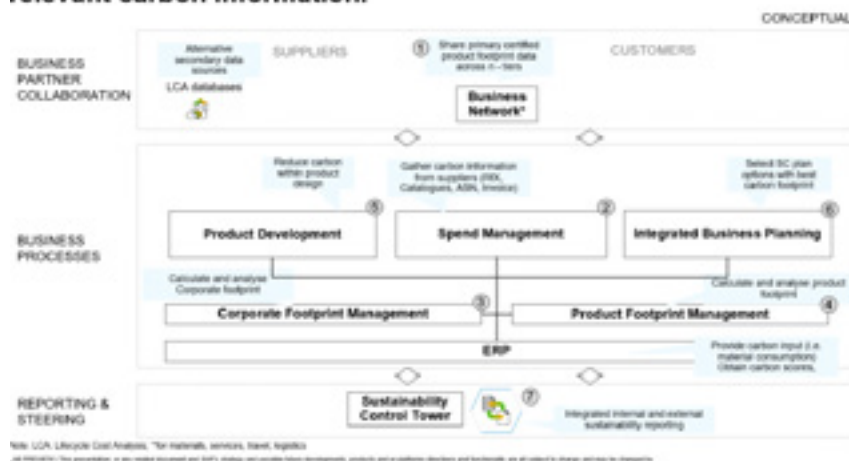 relevant carbon information.
CONCEPTUAL
BUSINESS
PARTNER
COLLABORATION
Alternative
secondary data
sources
LCA databases
SUPPLIERS
①
Share primary certified
product footprint data
across n-tiers
Business
Network*
CUSTOMERS
BUSINESS
PROCESSES
Reduce carbon
within product
design
⑤
Product Development
Gather carbon information
from suppliers
Catalogues, ASN, Invoice)
②
Spend Management
Select SC plan
options with best
carbon footprint
⑥
Integrated Business Planning
Calculate and analyse
Corporate footprint
③
Corporate Footprint Management
Calculate and analyse product
footprint
④
Product Footprint Management
ERP
Provide carbon input (i.e.
material consumption)
Obtain carbon scores,
REPORTING &
STEERING
Sustainability
Control Tower
⑦
Integrated internal and external
sustainability reporting
Note: LCA: Lifecycle Cost Analysis, *for materials, services, travel, logistics